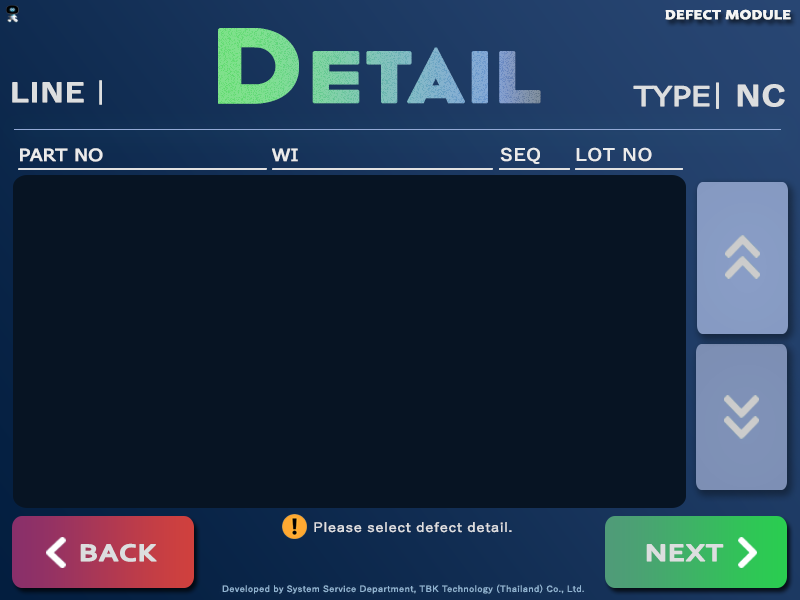 DEFECT MODULE
DETAIL
LINE |
TYPE| NC
PART NO WI SEQ LOT NO
! Please select defect detail.
BACK
NEXT
Developed by System Service Department, TBK Technology (Thailand) Co., Ltd.